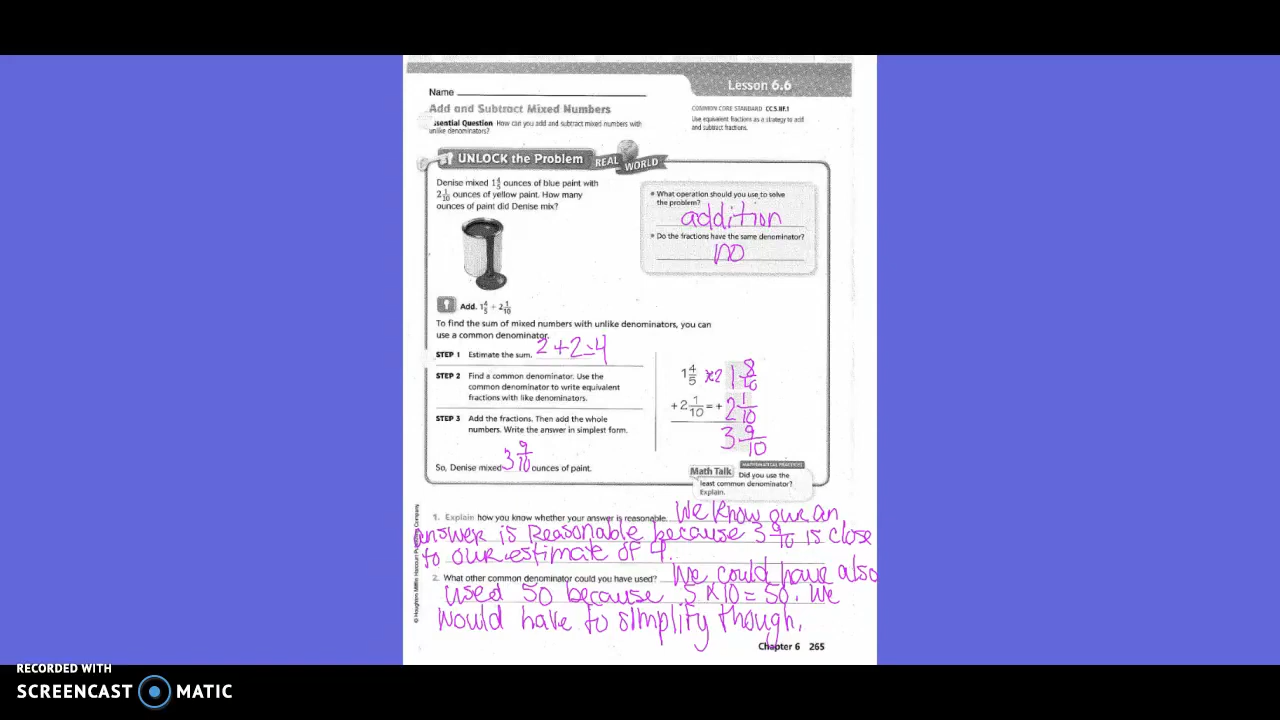 Lesson 6.6
Name
Add and Subtract Mixed Numbers
COMMON CORE STANDARD CC.5.NF.1
Use equivalent fractions as a strategy to add
and subtract fractions.
ssential Question How can you add and subtract mixed numbers with
unlike denominators?
UNLOCK the Problem REAL WORLD
Denise mixed 1 4/5 ounces of blue paint with
2 1/10 ounces of yellow paint. How many
ounces of paint did Denise mix?
• What operation should you use to solve
the problem?
addition
• Do the fractions have the same denominator?
no
Add. 1 4/5 + 2 1/10
To find the sum of mixed numbers with unlike denominators, you can
use a common denominator.
STEP 1 Estimate the sum. 2+2=4
STEP 2 Find a common denominator. Use the
common denominator to write equivalent
fractions with like denominators.
STEP 3 Add the fractions. Then add the whole
numbers. Write the answer in simplest form.
1 4/5 ×2 1 8/10
+ 2 1/10 = + 2 1/10
3 9/10
So, Denise mixed 3 9/10 ounces of paint.
Math Talk
MATHEMATICAL PRACTICES
Did you use the
least common denominator?
Explain.
1. Explain how you know whether your answer is reasonable. We know our an
answer is reasonable because 3 9/10 is close
to our estimate of 4.
2. What other common denominator could you have used? We could have also
used 50 because 5 × 10 = 50. We
would have to simplify though.
© Houghton Mifflin Harcourt Publishing Company
Chapter 6 265
RECORDED WITH
SCREENCAST MATIC